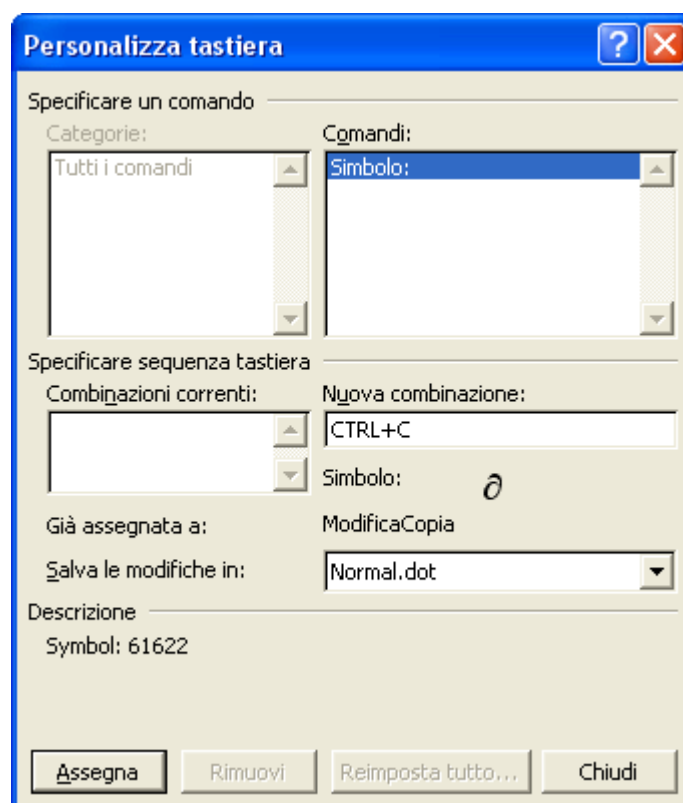 Personalizza tastiera
Specificare un comando
Categorie: Comandi:
Tutti i comandi Simbolo:
Specificare sequenza tastiera
Combinazioni correnti: Nuova combinazione:
CTRL+C
Simbolo: ∂
Già assegnata a: ModificaCopia
Salva le modifiche in: Normal.dot
Descrizione
Symbol: 61622
Assegna Rimuovi Reimposta tutto... Chiudi